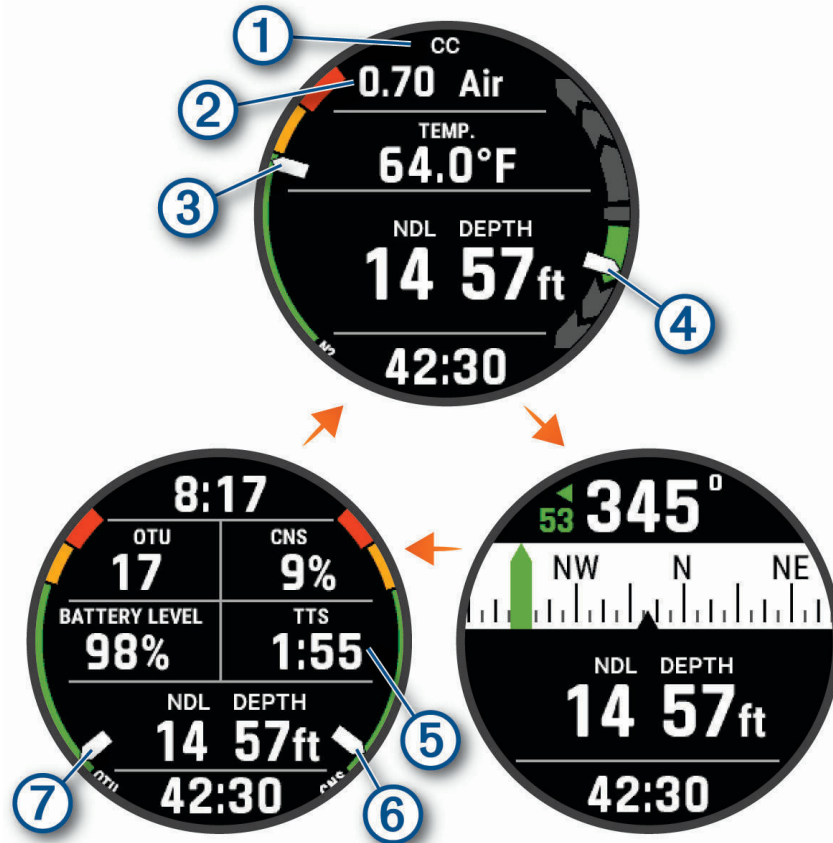 1
CC
2
0.70 Air
TEMP.
64.0°F
3
NDL DEPTH
14 57ft
4
N2
42:30
8:17
OTU CNS
17 9%
BATTERY LEVEL TTS
98% 1:55
5
NDL DEPTH
14 57ft
7
OTU
42:30
CNS
6
53 345°
NW N NE
NDL DEPTH
14 57ft
42:30